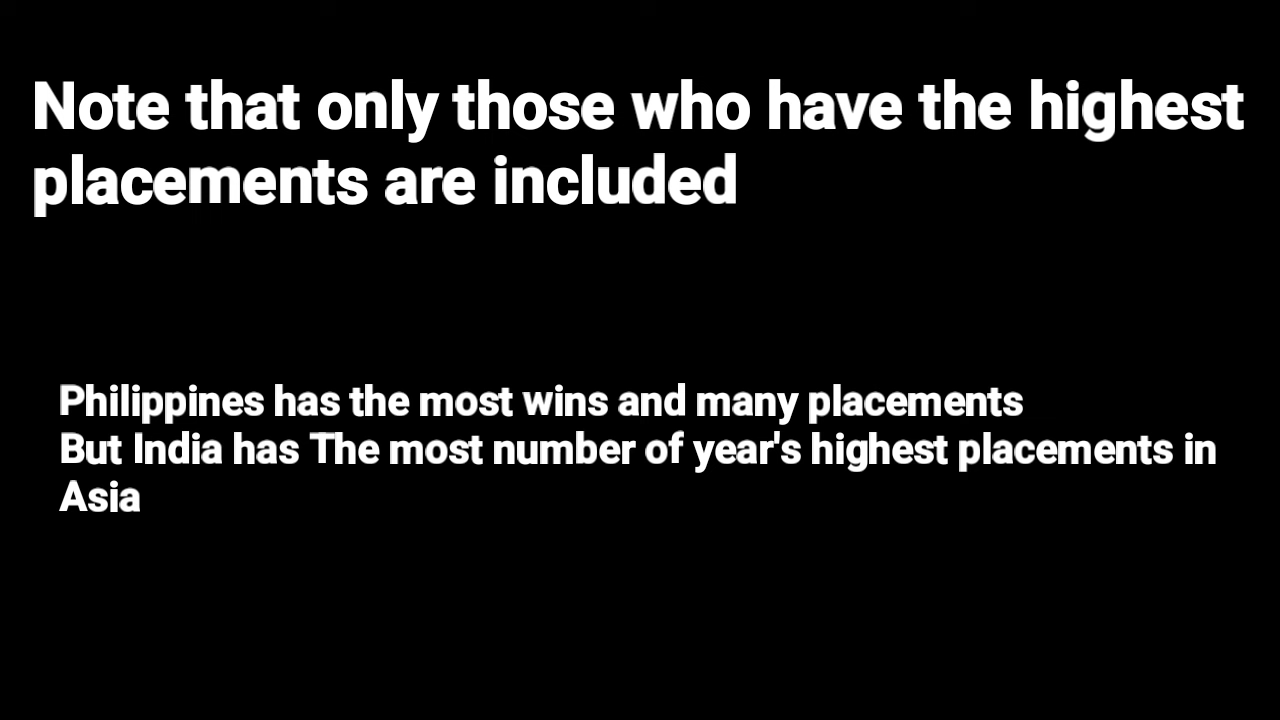 Note that only those who have the highest
placements are included
Philippines has the most wins and many placements
But India has The most number of year's highest placements in
Asia